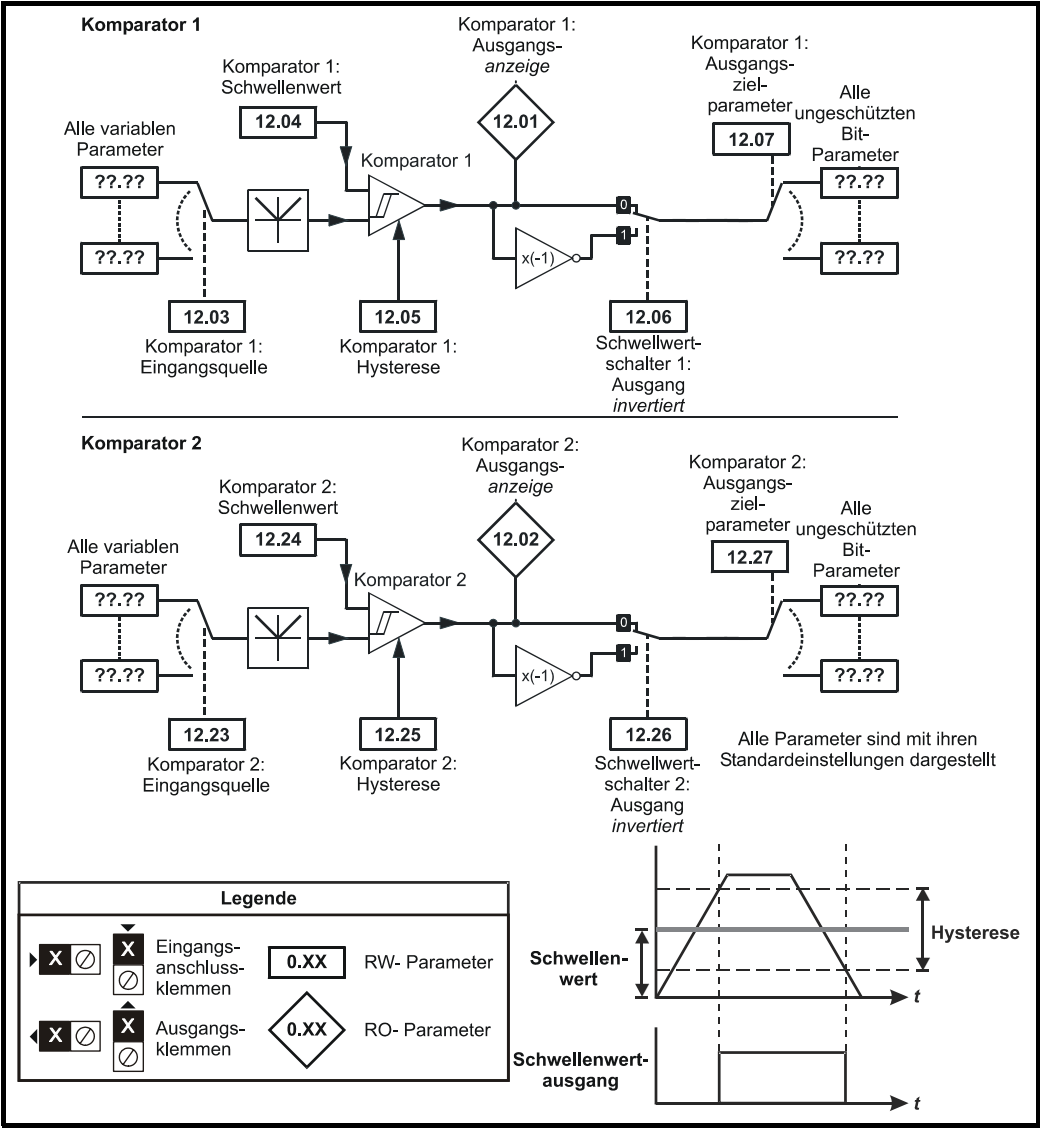 Komparator 1
Komparator 1:
Ausgangs-
anzeige
Komparator 1:
Schwellenwert
Komparator 1:
Ausgangs-
ziel-
parameter
Alle
ungeschützten
Bit-
Parameter
Alle variablen
Parameter
12.04
12.01
12.07
Komparator 1
??.??
??.??
0
1
x(-1)
??.??
??.??
12.03
12.05
12.06
Komparator 1:
Eingangsquelle
Komparator 1:
Hysterese
Schwellwert-
schalter 1:
Ausgang
invertiert
Komparator 2
Komparator 2:
Ausgangs-
anzeige
Komparator 2:
Schwellenwert
Komparator 2:
Ausgangs-
ziel-
parameter
Alle
ungeschützten
Bit-
Parameter
Alle variablen
Parameter
12.24
12.02
12.27
Komparator 2
??.??
??.??
0
1
x(-1)
??.??
??.??
12.23
12.25
12.26
Komparator 2:
Eingangsquelle
Komparator 2:
Hysterese
Schwellwert-
schalter 2:
Ausgang
invertiert
Alle Parameter sind mit ihren
Standardeinstellungen dargestellt
Legende
X
X
Eingangs-
anschluss-
klemmen
0.XX
RW- Parameter
X
X
Ausgangs-
klemmen
0.XX
RO- Parameter
Schwellen-
wert
Hysterese
t
Schwellenwert-
ausgang
t